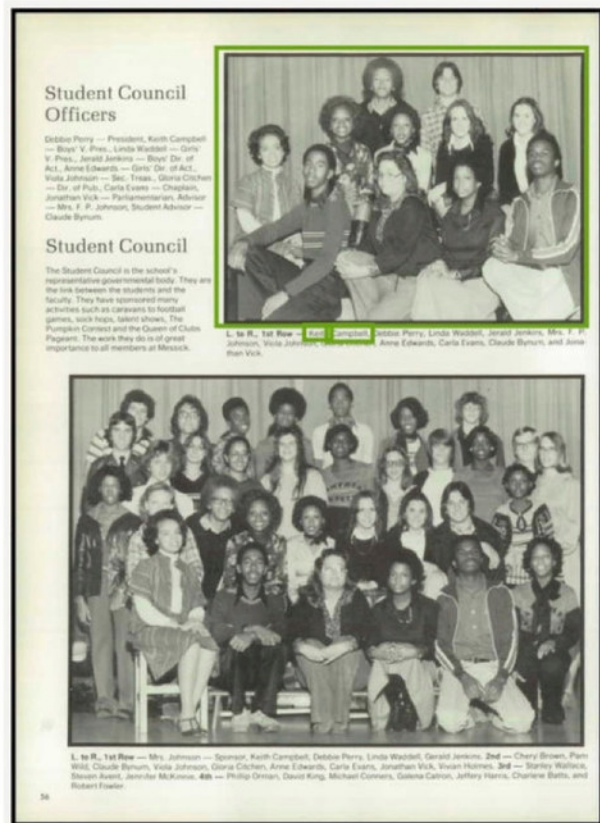 Student Council
Officers
Debbie Perry — President, Keith Campbell
— Boys' V.-Pres., Linda Waddell — Girls'
V. Pres., Jerald Jenkins — Boys' Dir. of
Act., Anne Edwards — Girls' Dir. of Act.,
Viola Johnson — Sec. Treas., Gloria Citchen
— Dir. of Pub., Carla Evans — Chaplain,
Jonathan Vick — Parliamentarian, Advisor
— Mrs. F. P. Johnson, Student Advisor —
Claude Bynum.
Student Council
The Student Council is the school's
representative governmental body. They are
the link between the students and the
faculty. They have sponsored many
activities such as caravans to football
games, sock hops, talent shows, The
Pumpkin Contest and the Queen of Clubs
Pageant. The work they do is of great
importance to all members at Messick.
L. to R., 1st Row — Keith Campbell, Debbie Perry, Linda Waddell, Jerald Jenkins, Mrs. F. P.
Johnson, Viola Johnson, Anne Edwards, Carla Evans, Claude Bynum, and Jona-
than Vick.
L. to R., 1st Row — Mrs. Johnson — Sponsor, Keith Campbell, Debbie Perry, Linda Waddell, Gerald Jenkins. 2nd — Chery Brown, Pam
Wild, Claude Bynum, Viola Johnson, Gloria Citchen, Anne Edwards, Carla Evans, Jonathan Vick, Vivian Holmes. 3rd — Stanley Wallace,
Steven Avent, Jennifer McKinnie. 4th — Phillip Orman, David King, Michael Conners, Galena Catron, Jeffery Harris, Charlene Batts, and
Robert Fowler.
56